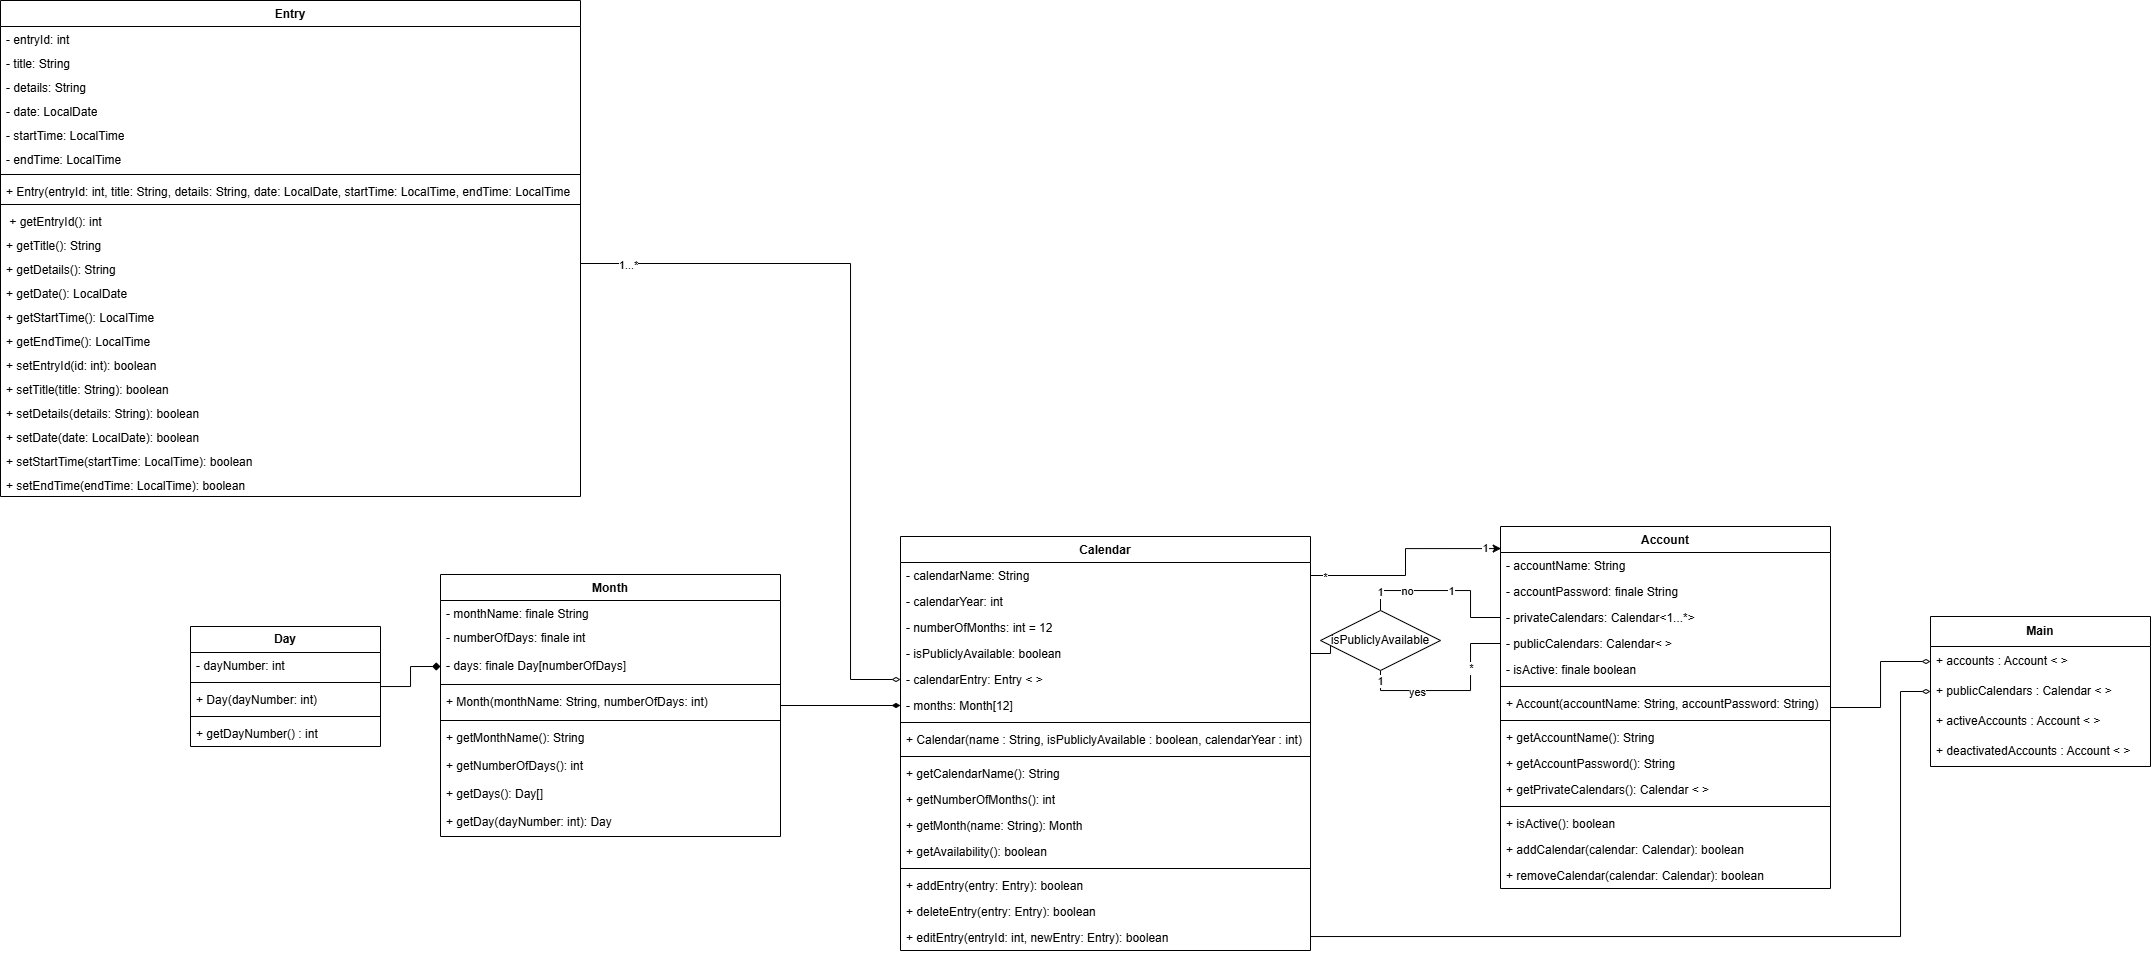 Entry
- entryId: int
- title: String
- details: String
- date: LocalDate
- startTime: LocalTime
- endTime: LocalTime
+ Entry(entryId: int, title: String, details: String, date: LocalDate, startTime: LocalTime, endTime: LocalTime
+ getEntryId(): int
+ getTitle(): String
+ getDetails(): String
+ getDate(): LocalDate
+ getStartTime(): LocalTime
+ getEndTime(): LocalTime
+ setEntryId(id: int): boolean
+ setTitle(title: String): boolean
+ setDetails(details: String): boolean
+ setDate(date: LocalDate): boolean
+ setStartTime(startTime: LocalTime): boolean
+ setEndTime(endTime: LocalTime): boolean
1...*
Day
- dayNumber: int
+ Day(dayNumber: int)
+ getDayNumber() : int
Month
- monthName: finale String
- numberOfDays: finale int
- days: finale Day[numberOfDays]
+ Month(monthName: String, numberOfDays: int)
+ getMonthName(): String
+ getNumberOfDays(): int
+ getDays(): Day[]
+ getDay(dayNumber: int): Day
Calendar
- calendarName: String
- calendarYear: int
- numberOfMonths: int = 12
- isPubliclyAvailable: boolean
- calendarEntry: Entry < >
- months: Month[12]
+ Calendar(name : String, isPubliclyAvailable : boolean, calendarYear : int)
+ getCalendarName(): String
+ getNumberOfMonths(): int
+ getMonth(name: String): Month
+ getAvailability(): boolean
+ addEntry(entry: Entry): boolean
+ deleteEntry(entry: Entry): boolean
+ editEntry(entryId: int, newEntry: Entry): boolean
*
1
1
no
1
isPubliclyAvailable
1
yes
*
Account
- accountName: String
- accountPassword: finale String
- privateCalendars: Calendar<1...*>
- publicCalendars: Calendar< >
- isActive: finale boolean
+ Account(accountName: String, accountPassword: String)
+ getAccountName(): String
+ getAccountPassword(): String
+ getPrivateCalendars(): Calendar < >
+ isActive(): boolean
+ addCalendar(calendar: Calendar): boolean
+ removeCalendar(calendar: Calendar): boolean
Main
+ accounts : Account < >
+ publicCalendars : Calendar < >
+ activeAccounts : Account < >
+ deactivatedAccounts : Account < >